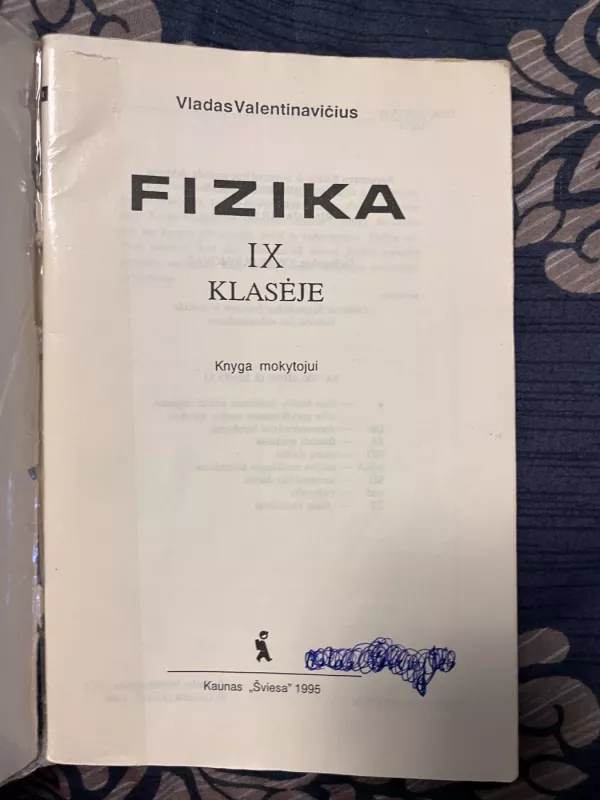 Vladas Valentinavičius
FIZIKA
IX
KLASĖJE
Knyga mokytojui
Kaunas „Šviesa" 1995